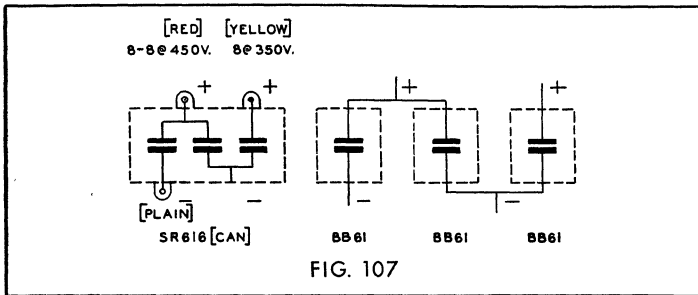 [RED] [YELLOW]
8-8@450V. 8@350V.
+ + + +
[PLAIN] – – – –
SR616[CAN] BB61 BB61 BB61
FIG. 107